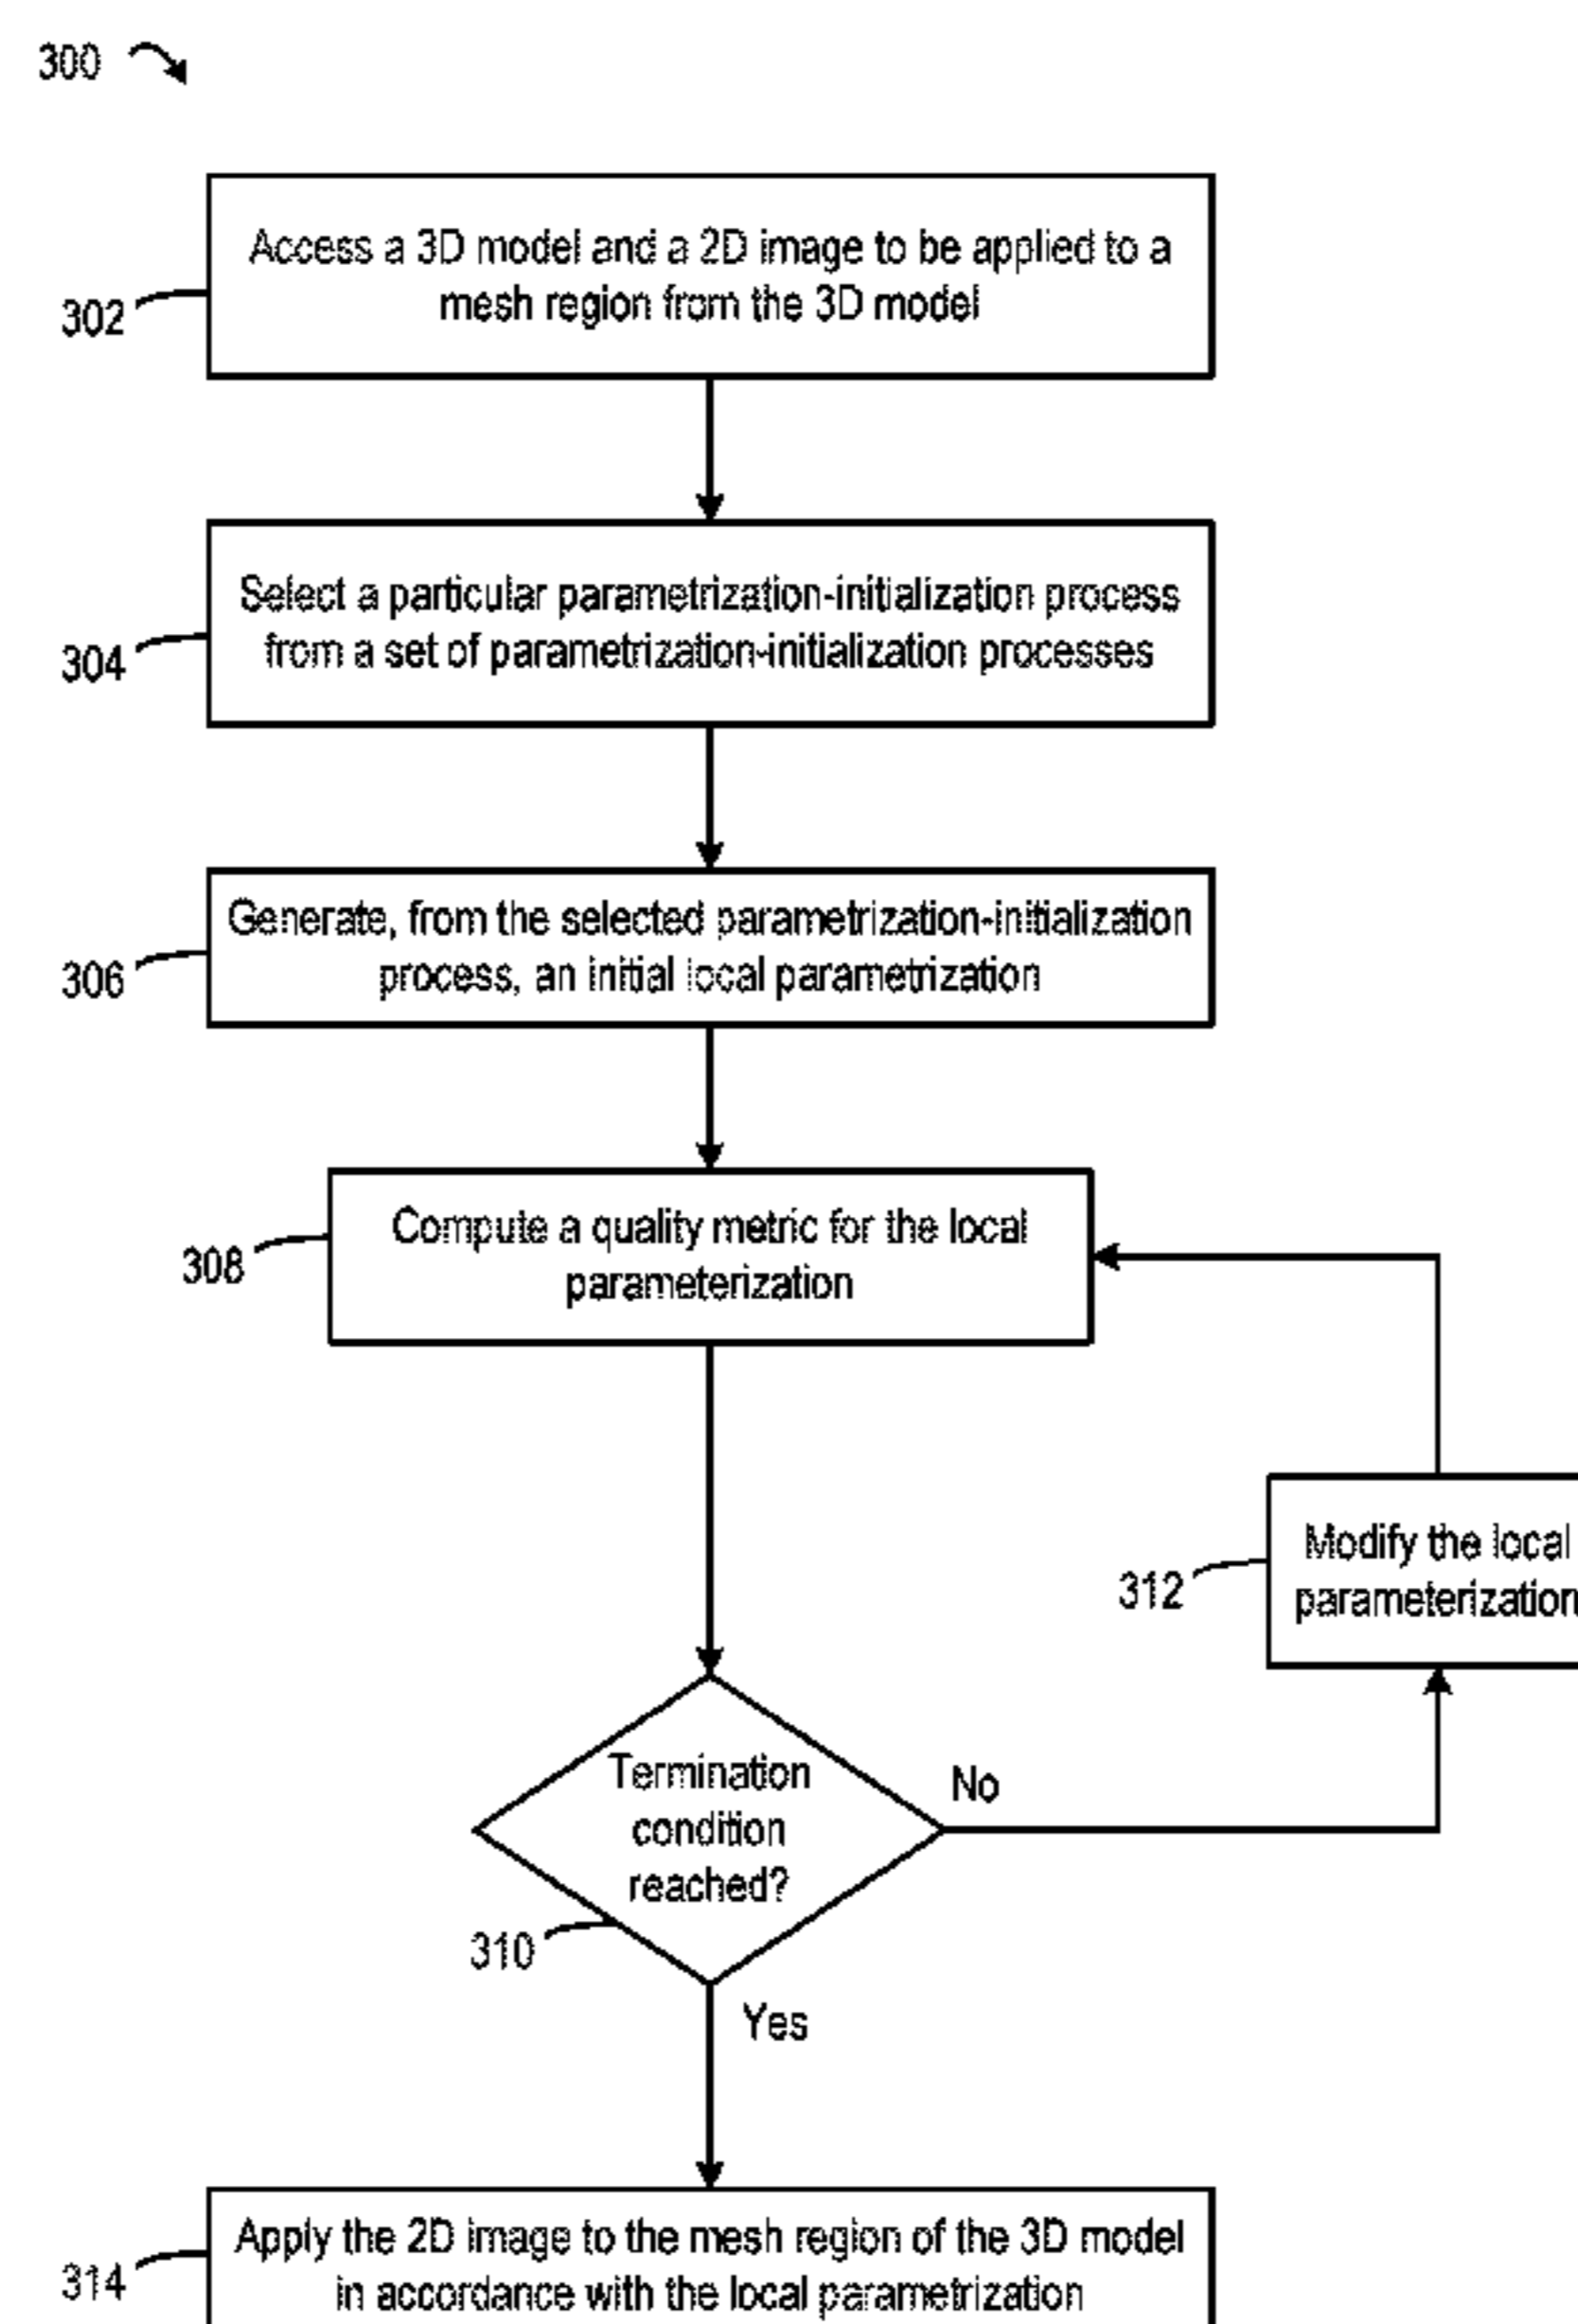 300
Access a 3D model and a 2D image to be applied to a
mesh region from the 3D model
302
Select a particular parametrization-initialization process
from a set of parametrization-initialization processes
304
Generate, from the selected parametrization-initialization
process, an initial local parametrization
306
Compute a quality metric for the local
parameterization
308
Modify the local
parameterization
312
Termination
condition
reached?
No
310
Yes
Apply the 2D image to the mesh region of the 3D model
in accordance with the local parametrization
314